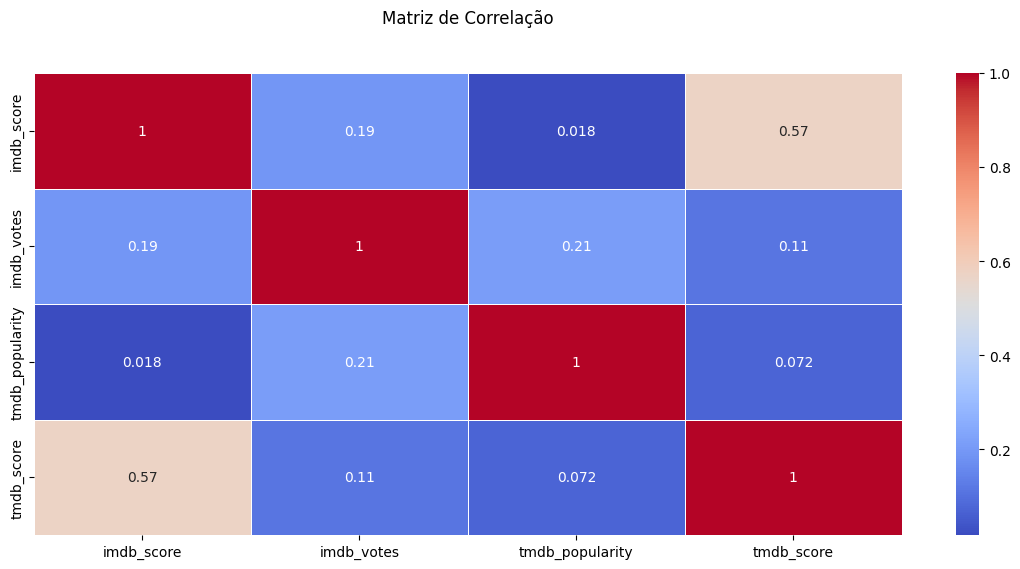 Matriz de Correlação
imdb_score 1 0.19 0.018 0.57
imdb_votes 0.19 1 0.21 0.11
tmdb_popularity 0.018 0.21 1 0.072
tmdb_score 0.57 0.11 0.072 1
imdb_score imdb_votes tmdb_popularity tmdb_score
1.0
0.8
0.6
0.4
0.2